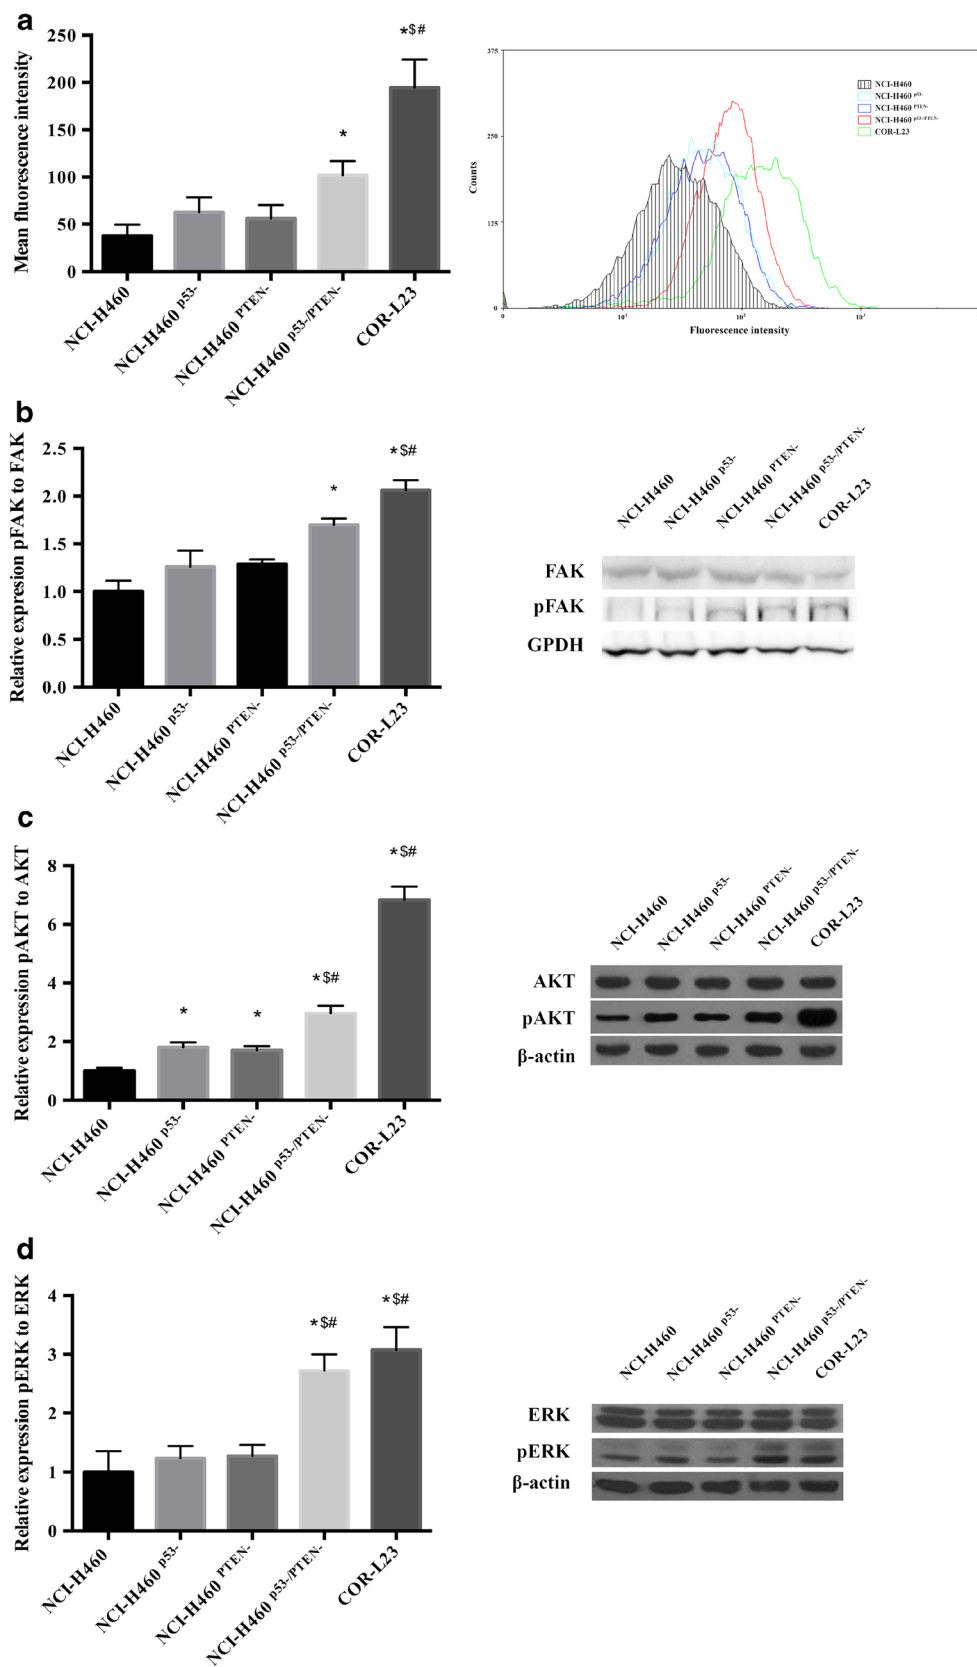 a
Mean fluorescence intensity
250
200
150
100
50
0
*
*$#
NCI-H460
NCI-H460 p53-
NCI-H460 PTEN-
NCI-H460 p53-/PTEN-
COR-L23
Counts
375
250
125
0
0
10¹
10²
10³
Fluorescence intensity
NCI-H460
NCI-H460 p53-
NCI-H460 PTEN-
NCI-H460 p53-/PTEN-
COR-L23
b
Relative expresion pFAK to FAK
2.5
2.0
1.5
1.0
0.5
0.0
*
*$#
NCI-H460
NCI-H460 p53-
NCI-H460 PTEN-
NCI-H460 p53-/PTEN-
COR-L23
NCI-H460
NCI-H460 p53-
NCI-H460 PTEN-
NCI-H460 p53-/PTEN-
COR-L23
FAK
pFAK
GPDH
c
Relative expression pAKT to AKT
8
6
4
2
0
*
*
*$#
*$#
NCI-H460
NCI-H460 p53-
NCI-H460 PTEN-
NCI-H460 p53-/PTEN-
COR-L23
NCI-H460
NCI-H460 p53-
NCI-H460 PTEN-
NCI-H460 p53-/PTEN-
COR-L23
AKT
pAKT
β-actin
d
Relative expression pERK to ERK
4
3
2
1
0
*$#
*$#
NCI-H460
NCI-H460 p53-
NCI-H460 PTEN-
NCI-H460 p53-/PTEN-
COR-L23
NCI-H460
NCI-H460 p53-
NCI-H460 PTEN-
NCI-H460 p53-/PTEN-
COR-L23
ERK
pERK
β-actin